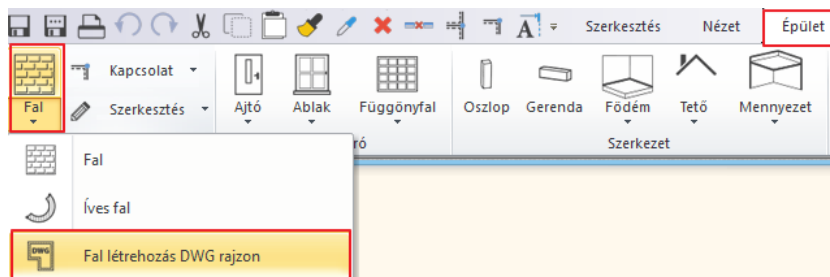 A Szerkesztés Nézet Épület
Kapcsolat
Fal Szerkesztés Ajtó Ablak Függönyfal Oszlop Gerenda Födém Tető Mennyezet
ró Szerkezet
Fal
Íves fal
DWG Fal létrehozás DWG rajzon